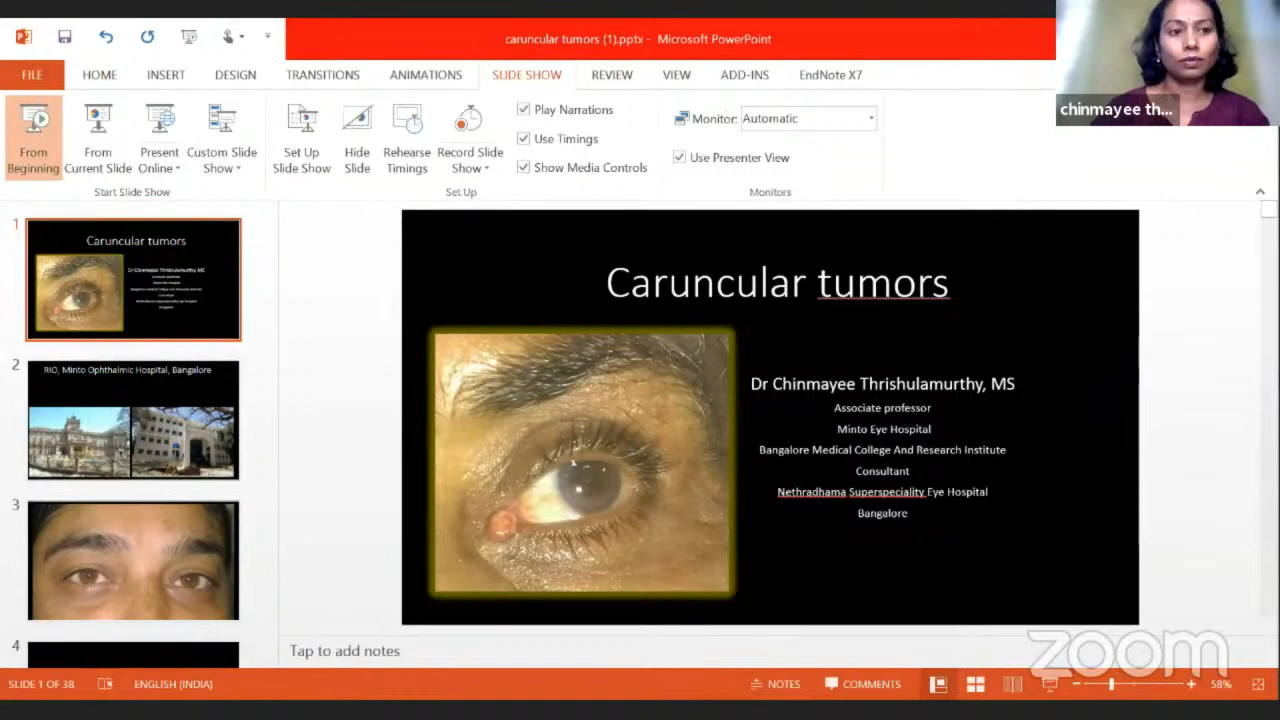 caruncular tumors (1).pptx - Microsoft PowerPoint
FILE
HOME
INSERT
DESIGN
TRANSITIONS
ANIMATIONS
SLIDE SHOW
REVIEW
VIEW
ADD-INS
EndNote X7
From Beginning
From Current Slide
Present Online
Custom Slide Show
Start Slide Show
Set Up Slide Show
Hide Slide
Rehearse Timings
Record Slide Show
Play Narrations
Use Timings
Show Media Controls
Set Up
Monitor: Automatic
Use Presenter View
Monitors
chinmayee th...
1
Caruncular tumors
Dr Chinmayee Thrishulamurthy, MS
2
RIO, Minto Ophthalmic Hospital, Bangalore
3
4
Caruncular tumors
Dr Chinmayee Thrishulamurthy, MS
Associate professor
Minto Eye Hospital
Bangalore Medical College And Research Institute
Consultant
Nethradhama Superspeciality Eye Hospital
Bangalore
Tap to add notes
zoom
SLIDE 1 OF 38
ENGLISH (INDIA)
NOTES
COMMENTS
58%